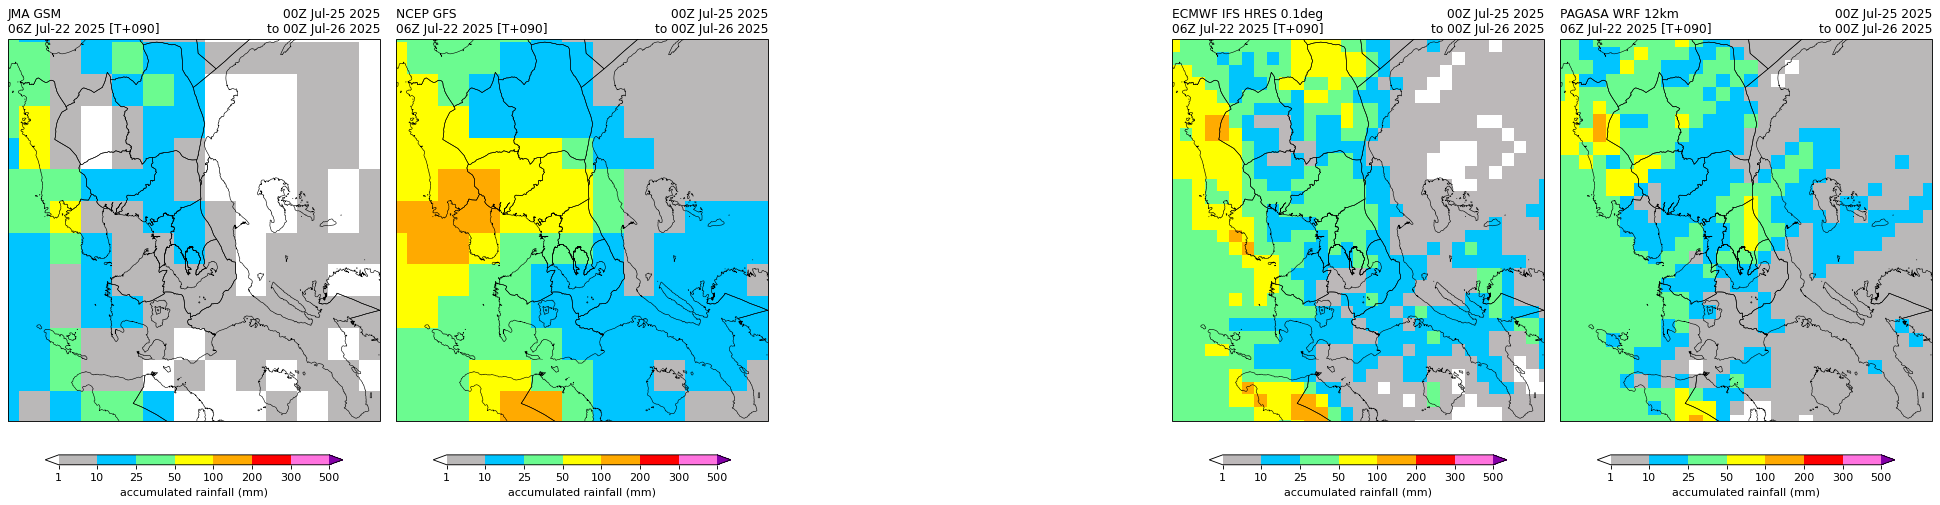 JMA GSM 00Z Jul-25 2025
06Z Jul-22 2025 [T+090] to 00Z Jul-26 2025
1 10 25 50 100 200 300 500
accumulated rainfall (mm)
NCEP GFS 00Z Jul-25 2025
06Z Jul-22 2025 [T+090] to 00Z Jul-26 2025
1 10 25 50 100 200 300 500
accumulated rainfall (mm)
ECMWF IFS HRES 0.1deg 00Z Jul-25 2025
06Z Jul-22 2025 [T+090] to 00Z Jul-26 2025
1 10 25 50 100 200 300 500
accumulated rainfall (mm)
PAGASA WRF 12km 00Z Jul-25 2025
06Z Jul-22 2025 [T+090] to 00Z Jul-26 2025
1 10 25 50 100 200 300 500
accumulated rainfall (mm)